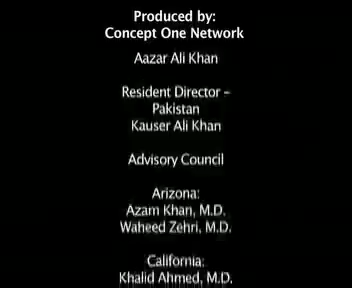 Produced by:
Concept One Network
Aazar Ali Khan
Resident Director –
Pakistan
Kauser Ali Khan
Advisory Council
Arizona:
Azam Khan, M.D.
Waheed Zehri, M.D.
California:
Khalid Ahmed, M.D.